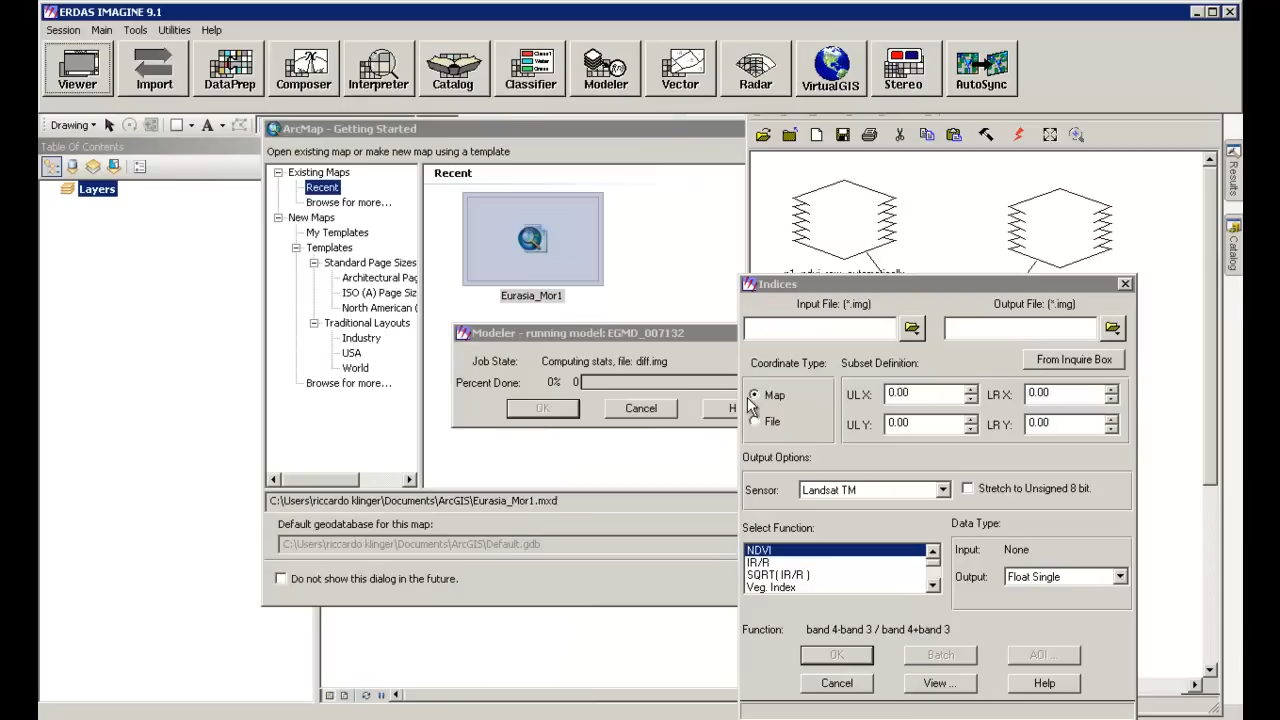 ERDAS IMAGINE 9.1
Session Main Tools Utilities Help
Viewer Import DataPrep Composer Interpreter Catalog Classifier Modeler Vector Radar VirtualGIS Stereo AutoSync
Drawing
Table Of Contents
Layers
ArcMap - Getting Started
Open existing map or make new map using a template
Existing Maps
Recent
Browse for more...
New Maps
My Templates
Templates
Standard Page Sizes
Architectural Pag
ISO (A) Page Siz
North American (
Traditional Layouts
Industry
USA
World
Browse for more...
Recent
Eurasia_Mor1
Modeler - running model: EGMD_007132
Job State: Computing stats, file: diff.img
Percent Done: 0% 0
OK Cancel H
C:\Users\riccardo klinger\Documents\ArcGIS\Eurasia_Mor1.mxd
Default geodatabase for this map:
C:\Users\riccardo klinger\Documents\ArcGIS\Default.gdb
Do not show this dialog in the future.
Results
Catalog
Indices
Input File: (*.img) Output File: (*.img)
Coordinate Type: Subset Definition: From Inquire Box
Map UL X: 0.00 LR X: 0.00
File UL Y: 0.00 LR Y: 0.00
Output Options:
Sensor: Landsat TM Stretch to Unsigned 8 bit.
Select Function:
NDVI
IR/R
SQRT( IR/R )
Veg. Index
Data Type:
Input: None
Output: Float Single
Function: band 4-band 3 / band 4+band 3
OK Batch AOI ...
Cancel View ... Help